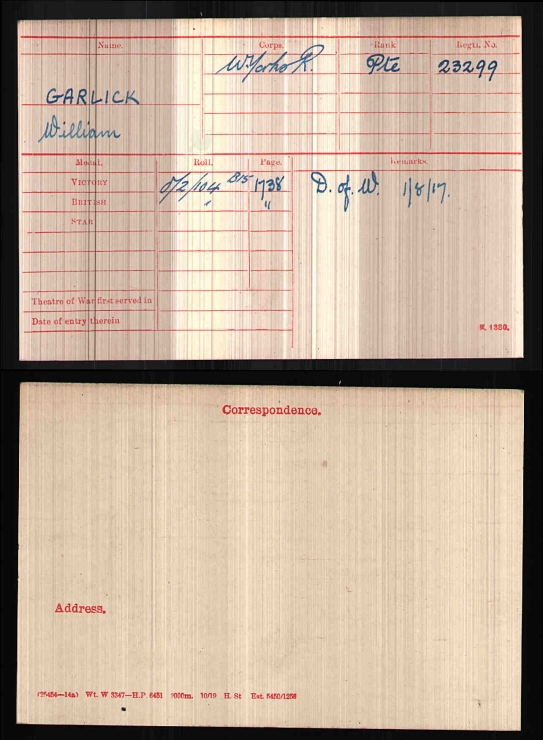 Name. Corps. Rank Regtl. No.
W. Yorks R. Pte 23299
GARLICK
William
Medal. Roll. Page. Remarks.
VICTORY O/2/104 B15 1738 D. of. W. 1/8/17.
BRITISH " "
STAR
Theatre of War first served in
Date of entry therein
K. 1380.
Correspondence.
Address.
(25454—14a) Wt. W 3347—H.P. 6451 2000m. 10/19 H. St Est. 5450/1256